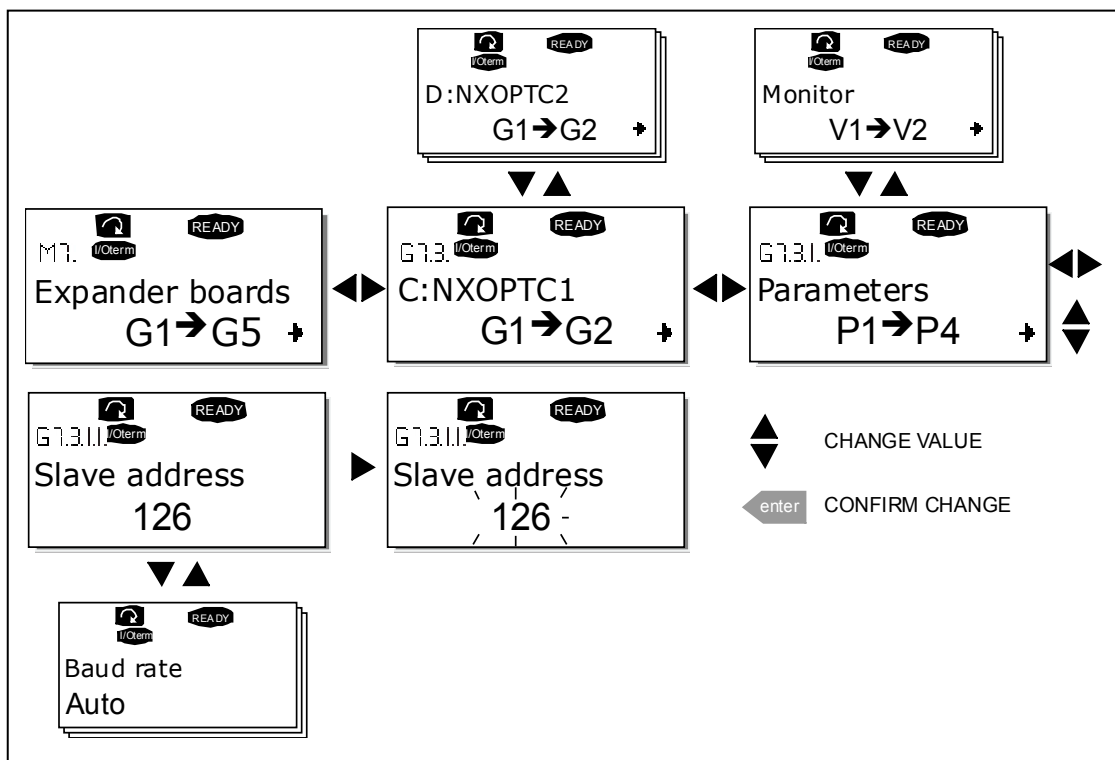 READY
I/Oterm
D:NXOPTC2
G1➔G2
READY
I/Oterm
Monitor
V1➔V2
READY
M7. I/Oterm
Expander boards
G1➔G5
READY
G7.3. I/Oterm
C:NXOPTC1
G1➔G2
READY
G7.3.1. I/Oterm
Parameters
P1➔P4
READY
G7.3.1.1. I/Oterm
Slave address
126
READY
G7.3.1.1. I/Oterm
Slave address
126
CHANGE VALUE
enter CONFIRM CHANGE
READY
I/Oterm
Baud rate
Auto